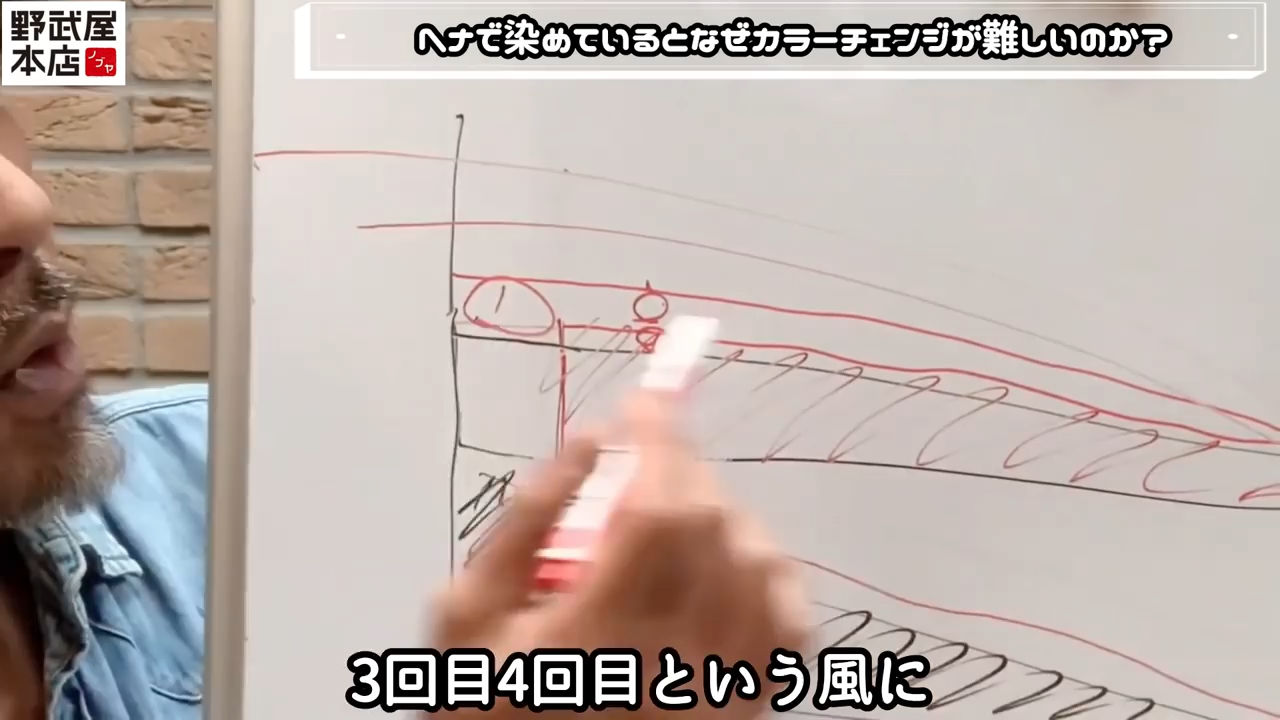 野武屋
本店
ノブヤ
ヘナで染めているとなぜカラーチェンジが難しいのか?
3回目4回目という風に